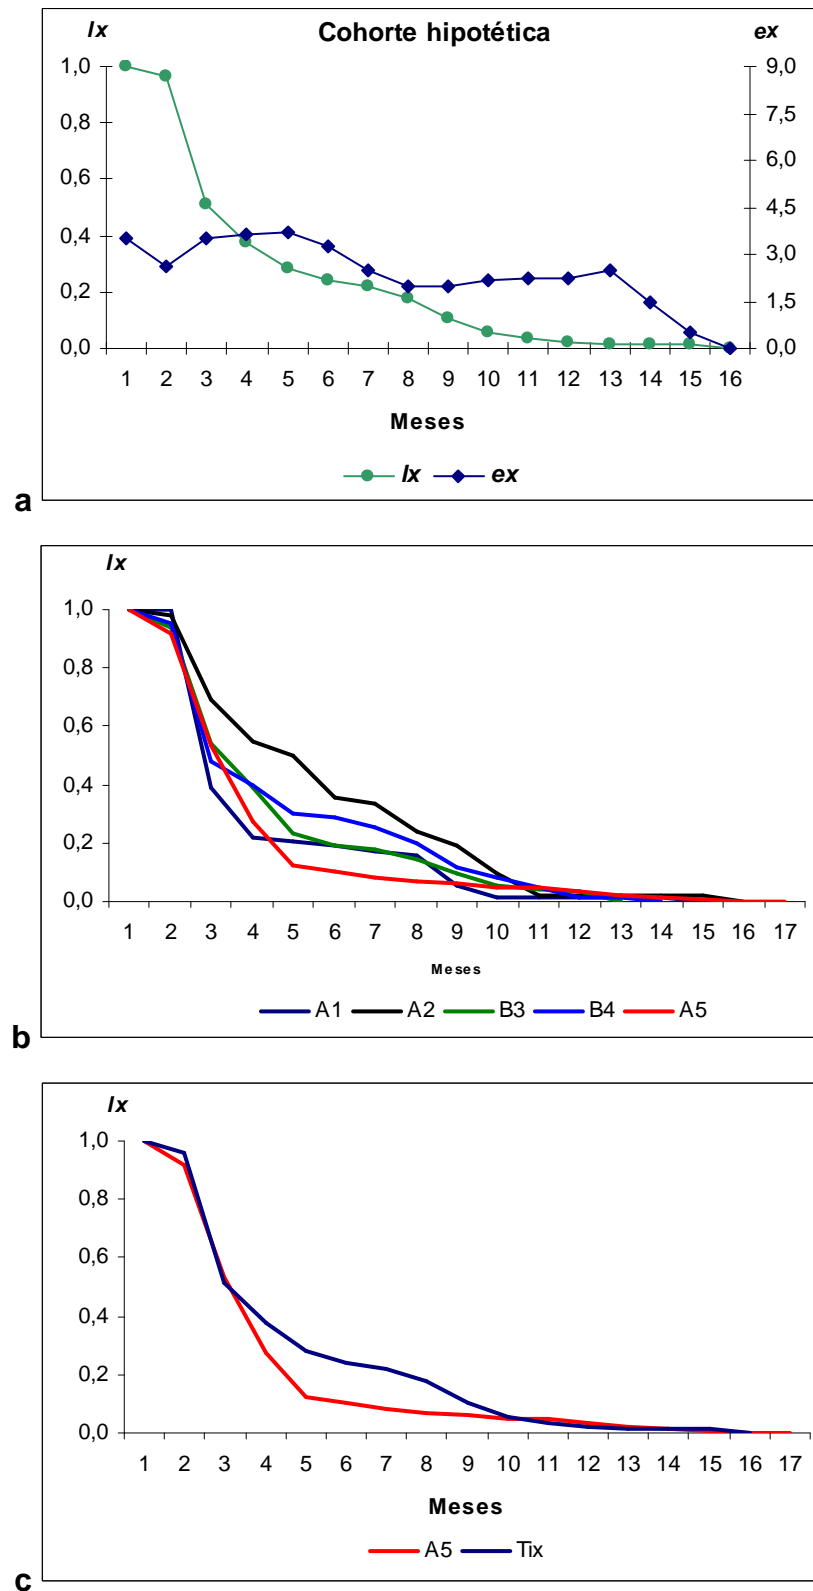 lx Cohorte hipotética ex
1,0 9,0
7,5
0,8
6,0
0,6
4,5
0,4
3,0
0,2
1,5
0,0 0,0
1 2 3 4 5 6 7 8 9 10 11 12 13 14 15 16
Meses
lx ex
a
lx
1,0
0,8
0,6
0,4
0,2
0,0
1 2 3 4 5 6 7 8 9 10 11 12 13 14 15 16 17
Meses
A1 A2 B3 B4 A5
b
lx
1,0
0,8
0,6
0,4
0,2
0,0
1 2 3 4 5 6 7 8 9 10 11 12 13 14 15 16 17
Meses
A5 Tix
c